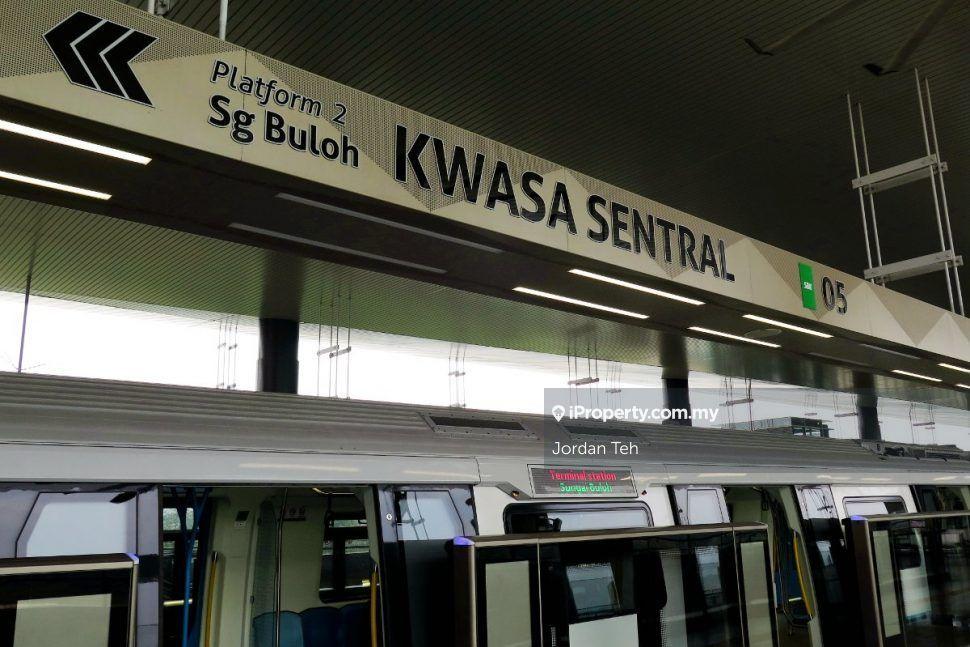 Platform 2
Sg Buloh
KWASA SENTRAL
SBK
05
iProperty.com.my
Jordan Teh
Terminal station
Sungai Buloh